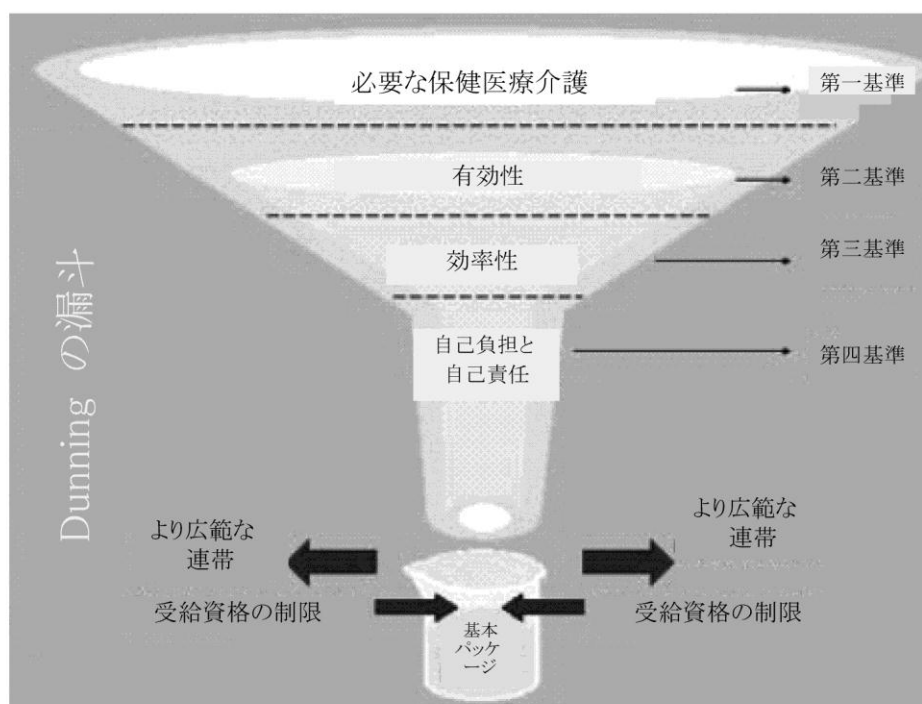 必要な保健医療介護
第一基準
有効性
第二基準
効率性
第三基準
自己負担と
自己責任
第四基準
Dunning の漏斗
より広範な
連帯
より広範な
連帯
受給資格の制限
受給資格の制限
基本
パッケ
ージ